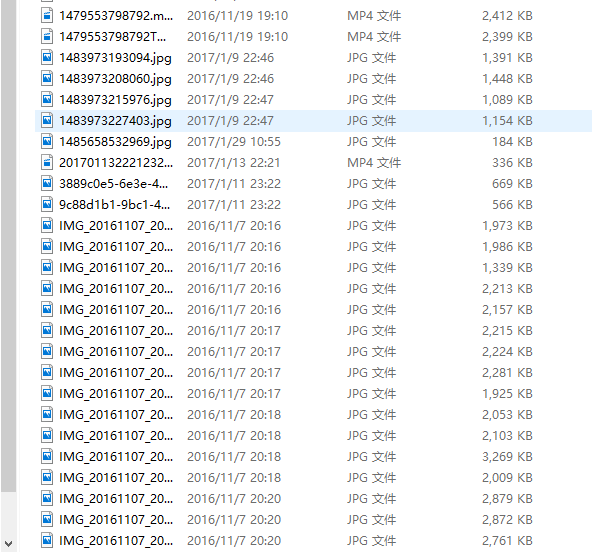 1479553798792.m... 2016/11/19 19:10 MP4 文件 2,412 KB
1479553798792T... 2016/11/19 19:10 MP4 文件 2,399 KB
1483973193094.jpg 2017/1/9 22:46 JPG 文件 1,391 KB
1483973208060.jpg 2017/1/9 22:46 JPG 文件 1,448 KB
1483973215976.jpg 2017/1/9 22:47 JPG 文件 1,089 KB
1483973227403.jpg 2017/1/9 22:47 JPG 文件 1,154 KB
1485658532969.jpg 2017/1/29 10:55 JPG 文件 184 KB
201701132221232... 2017/1/13 22:21 MP4 文件 336 KB
3889c0e5-6e3e-4... 2017/1/11 23:22 JPG 文件 669 KB
9c88d1b1-9bc1-4... 2017/1/11 23:22 JPG 文件 566 KB
IMG_20161107_20... 2016/11/7 20:16 JPG 文件 1,973 KB
IMG_20161107_20... 2016/11/7 20:16 JPG 文件 1,986 KB
IMG_20161107_20... 2016/11/7 20:16 JPG 文件 1,339 KB
IMG_20161107_20... 2016/11/7 20:16 JPG 文件 2,213 KB
IMG_20161107_20... 2016/11/7 20:16 JPG 文件 2,157 KB
IMG_20161107_20... 2016/11/7 20:17 JPG 文件 2,215 KB
IMG_20161107_20... 2016/11/7 20:17 JPG 文件 2,224 KB
IMG_20161107_20... 2016/11/7 20:17 JPG 文件 2,281 KB
IMG_20161107_20... 2016/11/7 20:17 JPG 文件 1,925 KB
IMG_20161107_20... 2016/11/7 20:18 JPG 文件 2,053 KB
IMG_20161107_20... 2016/11/7 20:18 JPG 文件 2,103 KB
IMG_20161107_20... 2016/11/7 20:18 JPG 文件 3,269 KB
IMG_20161107_20... 2016/11/7 20:18 JPG 文件 2,009 KB
IMG_20161107_20... 2016/11/7 20:20 JPG 文件 2,879 KB
IMG_20161107_20... 2016/11/7 20:20 JPG 文件 2,872 KB
IMG_20161107_20... 2016/11/7 20:20 JPG 文件 2,761 KB